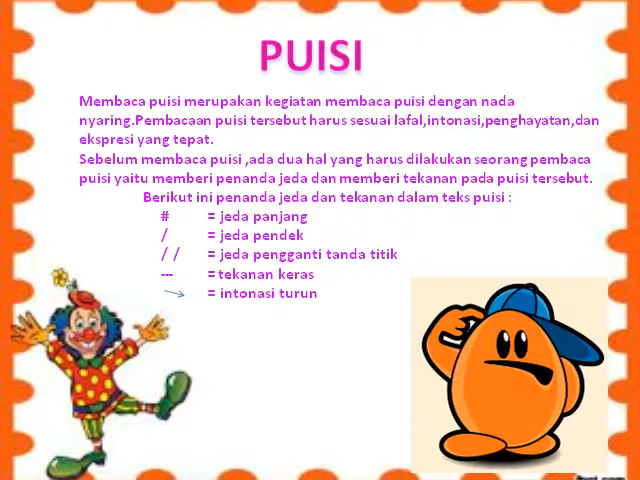 PUISI
Membaca puisi merupakan kegiatan membaca puisi dengan nada
nyaring.Pembacaan puisi tersebut harus sesuai lafal,intonasi,penghayatan,dan
ekspresi yang tepat.
Sebelum membaca puisi ,ada dua hal yang harus dilakukan seorang pembaca
puisi yaitu memberi penanda jeda dan memberi tekanan pada puisi tersebut.
Berikut ini penanda jeda dan tekanan dalam teks puisi :
# = jeda panjang
/ = jeda pendek
/ / = jeda pengganti tanda titik
--- = tekanan keras
= intonasi turun